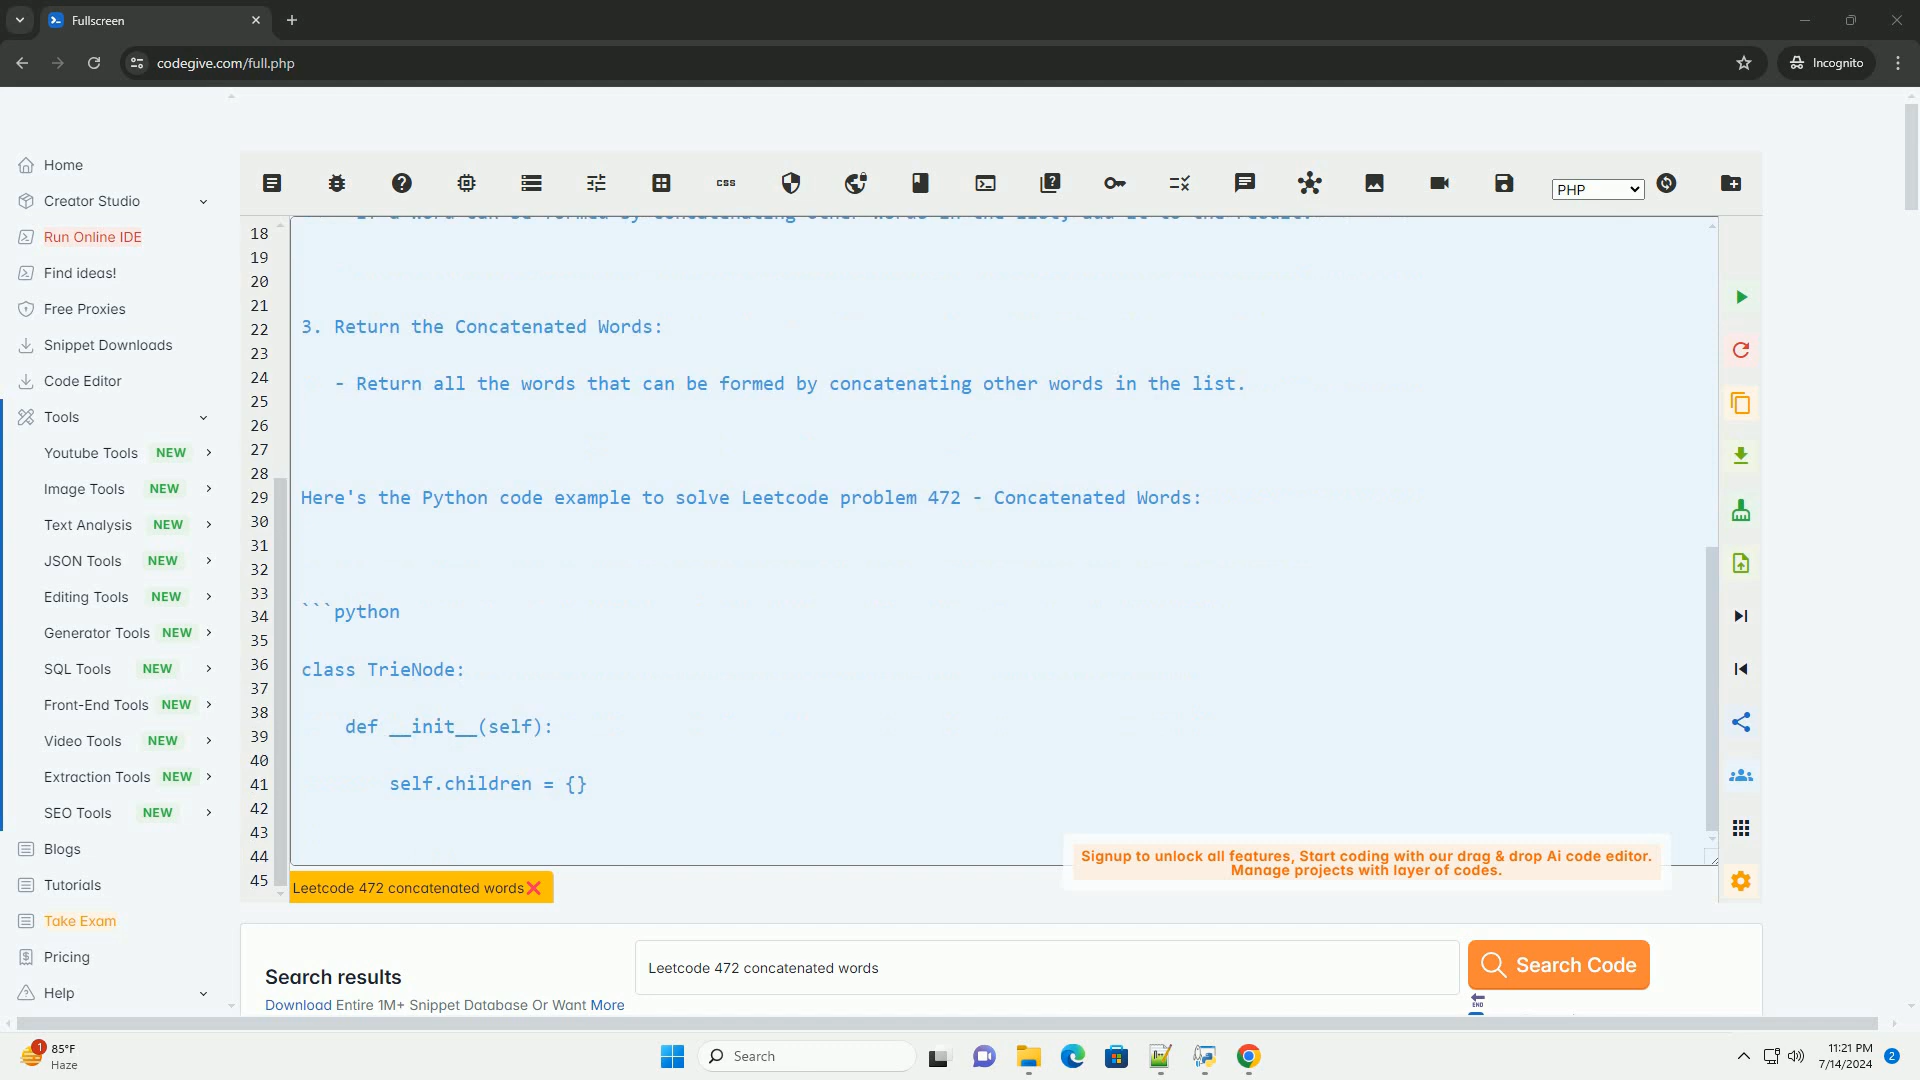 Fullscreen
codegive.com/full.php
Incognito
Home
Creator Studio
Run Online IDE
Find ideas!
Free Proxies
Snippet Downloads
Code Editor
Tools
Youtube Tools NEW
Image Tools NEW
Text Analysis NEW
JSON Tools NEW
Editing Tools NEW
Generator Tools NEW
SQL Tools NEW
Front-End Tools NEW
Video Tools NEW
Extraction Tools NEW
SEO Tools NEW
Blogs
Tutorials
Take Exam
Pricing
Help
css
PHP
18
19
20
21
22
23
24
25
26
27
28
29
30
31
32
33
34
35
36
37
38
39
40
41
42
43
44
45
3. Return the Concatenated Words:
- Return all the words that can be formed by concatenating other words in the list.
Here's the Python code example to solve Leetcode problem 472 - Concatenated Words:
```python
class TrieNode:
def __init__(self):
self.children = {}
Signup to unlock all features, Start coding with our drag & drop Ai code editor.
Manage projects with layer of codes.
Leetcode 472 concatenated words
Search results
Download Entire 1M+ Snippet Database Or Want More
Leetcode 472 concatenated words
Search Code
END
1
85°F
Haze
Search
11:21 PM
7/14/2024
2